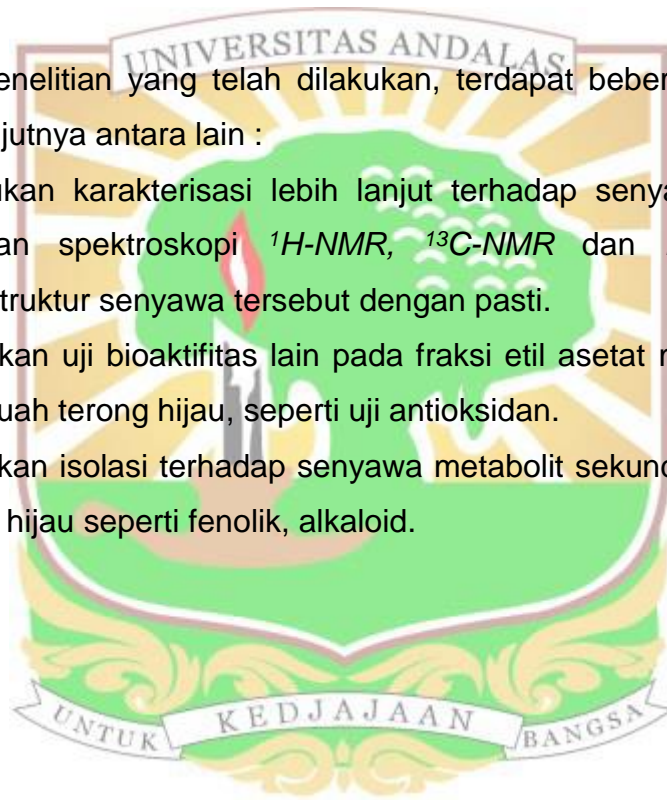 UNIVERSITAS ANDALAS
enelitian yang telah dilakukan, terdapat beber
jutnya antara lain :
ukan karakterisasi lebih lanjut terhadap senya
an spektroskopi ¹H-NMR, ¹³C-NMR dan
truktur senyawa tersebut dengan pasti.
kan uji bioaktifitas lain pada fraksi etil asetat
uah terong hijau, seperti uji antioksidan.
kan isolasi terhadap senyawa metabolit sekund
hijau seperti fenolik, alkaloid.
UNTUK KEDJAJAAN BANGSA